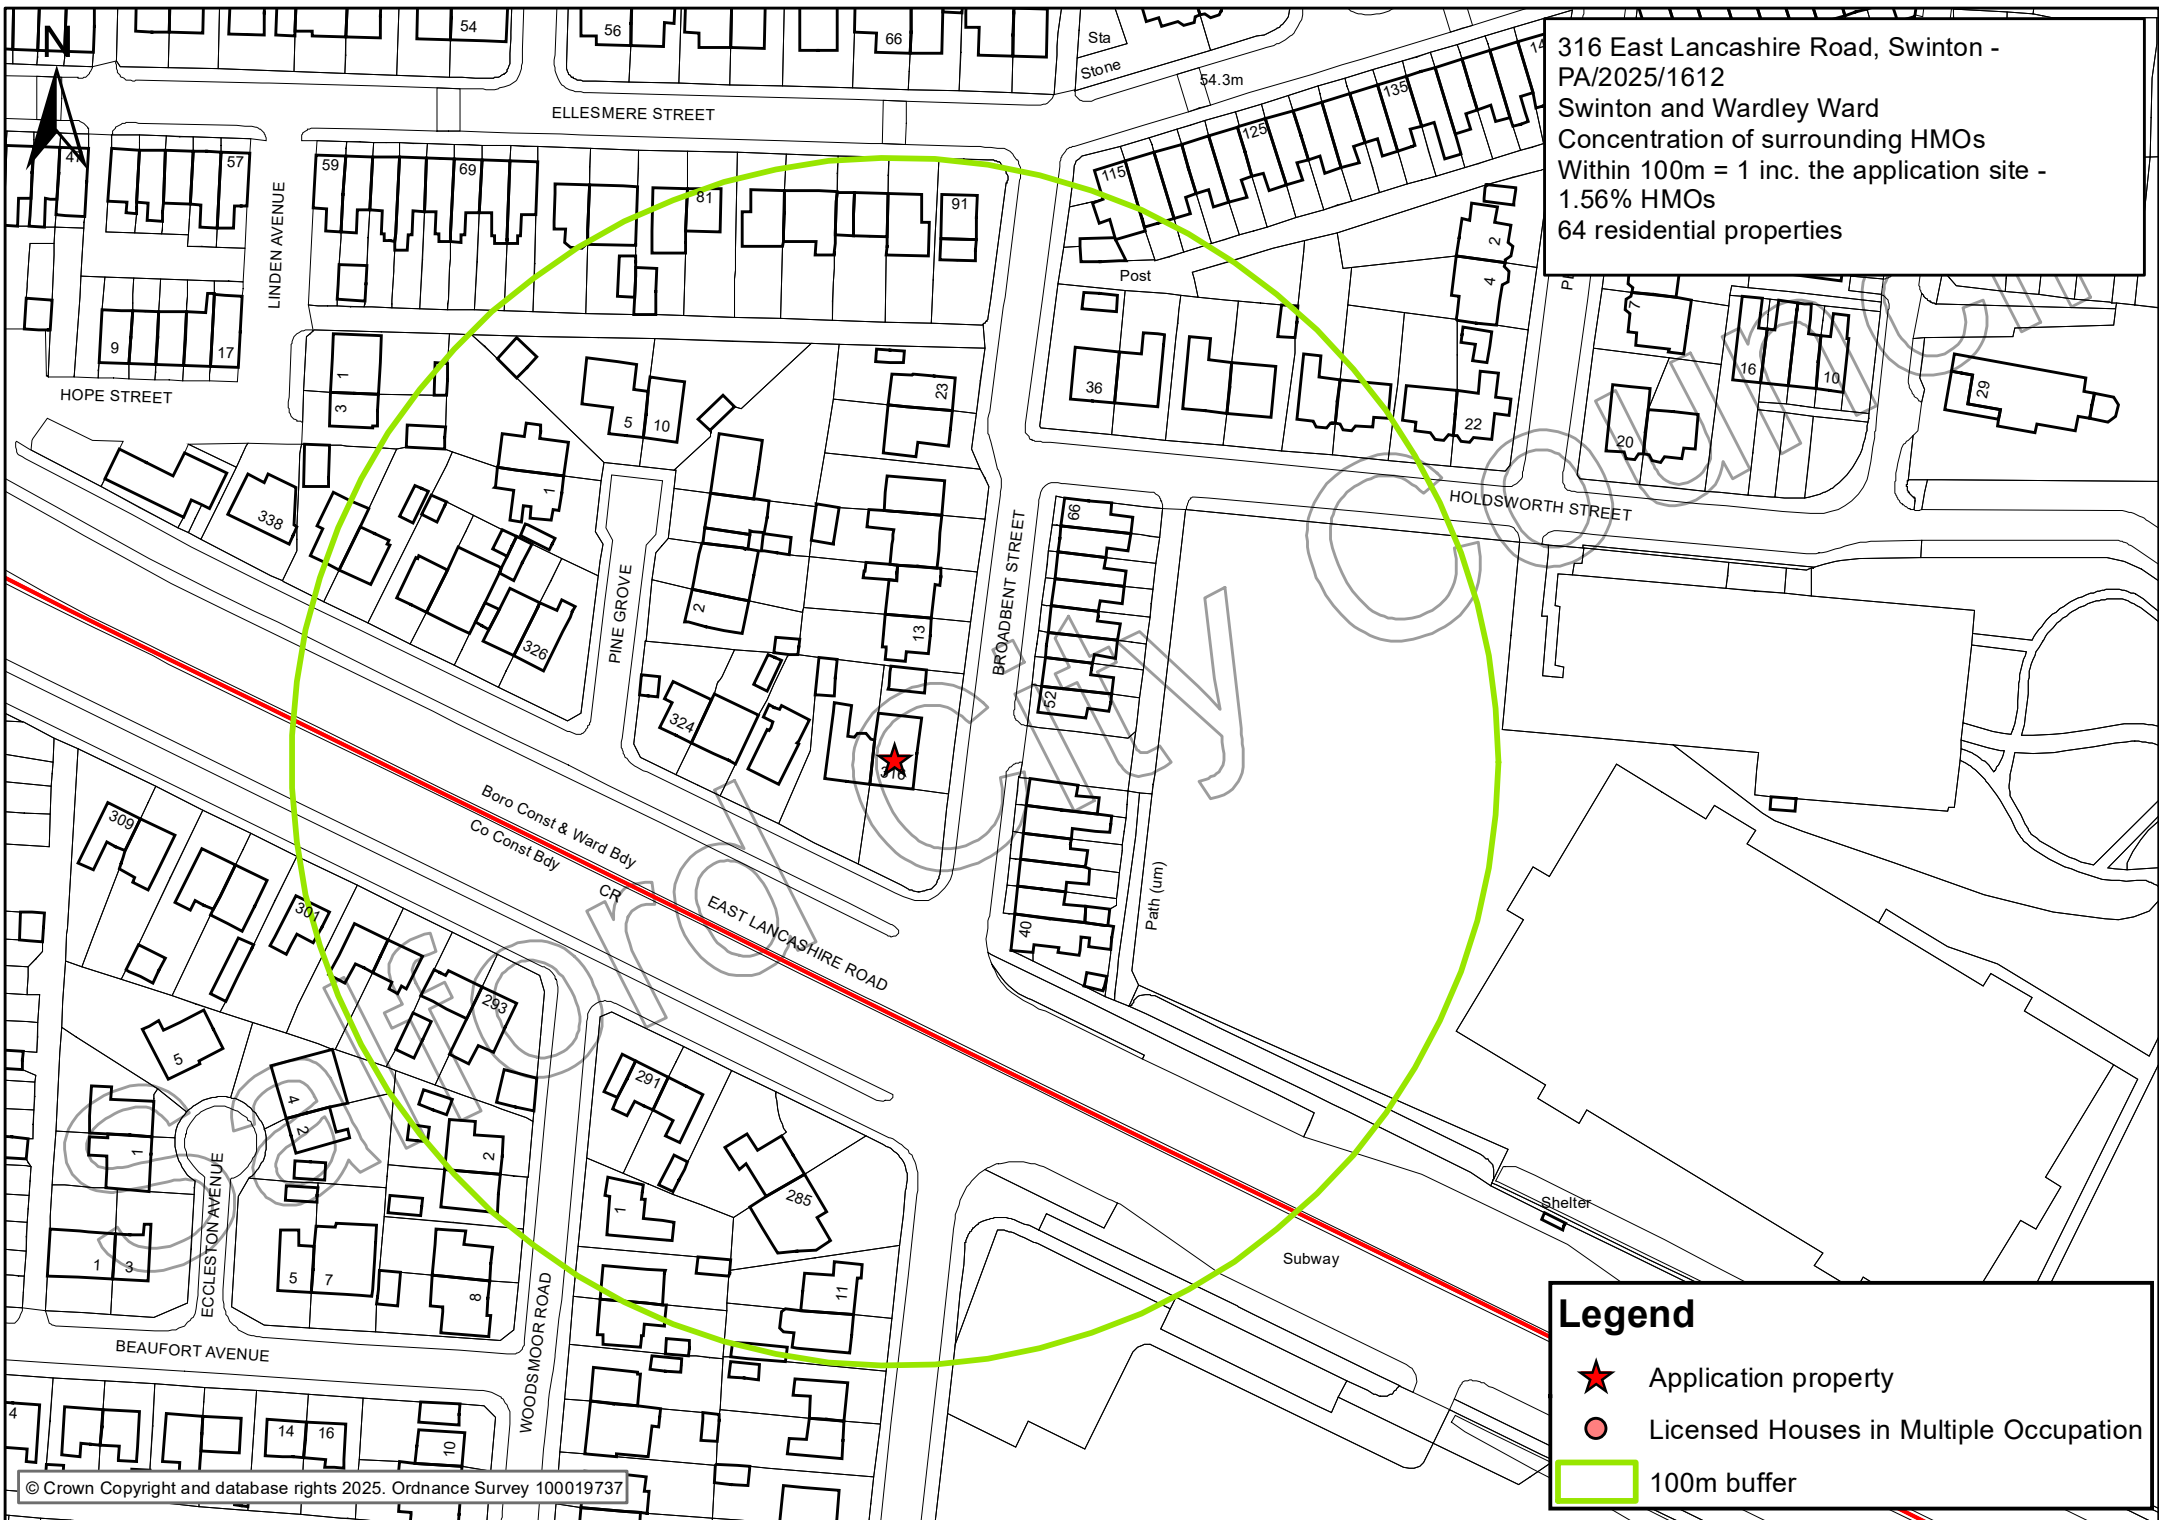 316 East Lancashire Road, Swinton -
PA/2025/1612
Swinton and Wardley Ward
Concentration of surrounding HMOs
Within 100m = 1 inc. the application site -
1.56% HMOs
64 residential properties
N
54
56
66
Sta
Stone
54.3m
ELLESMERE STREET
135
125
115
47
57
59
69
81
91
LINDEN AVENUE
Post
2
4
7
9
17
1
3
HOPE STREET
5
10
23
36
22
16
10
29
20
338
1
66
HOLDSWORTH STREET
BROADBENT STREET
PINE GROVE
2
13
326
52
324
316
Boro Const & Ward Bdy
Co Const Bdy
CR
EAST LANCASHIRE ROAD
309
301
293
40
Path (um)
5
4
2
1
291
2
1
285
ECCLESTON AVENUE
1
3
5
7
8
11
Shelter
Subway
WOODSMOOR ROAD
BEAUFORT AVENUE
4
14
16
10
Salford City Council
Legend
Application property
Licensed Houses in Multiple Occupation
100m buffer
© Crown Copyright and database rights 2025. Ordnance Survey 100019737